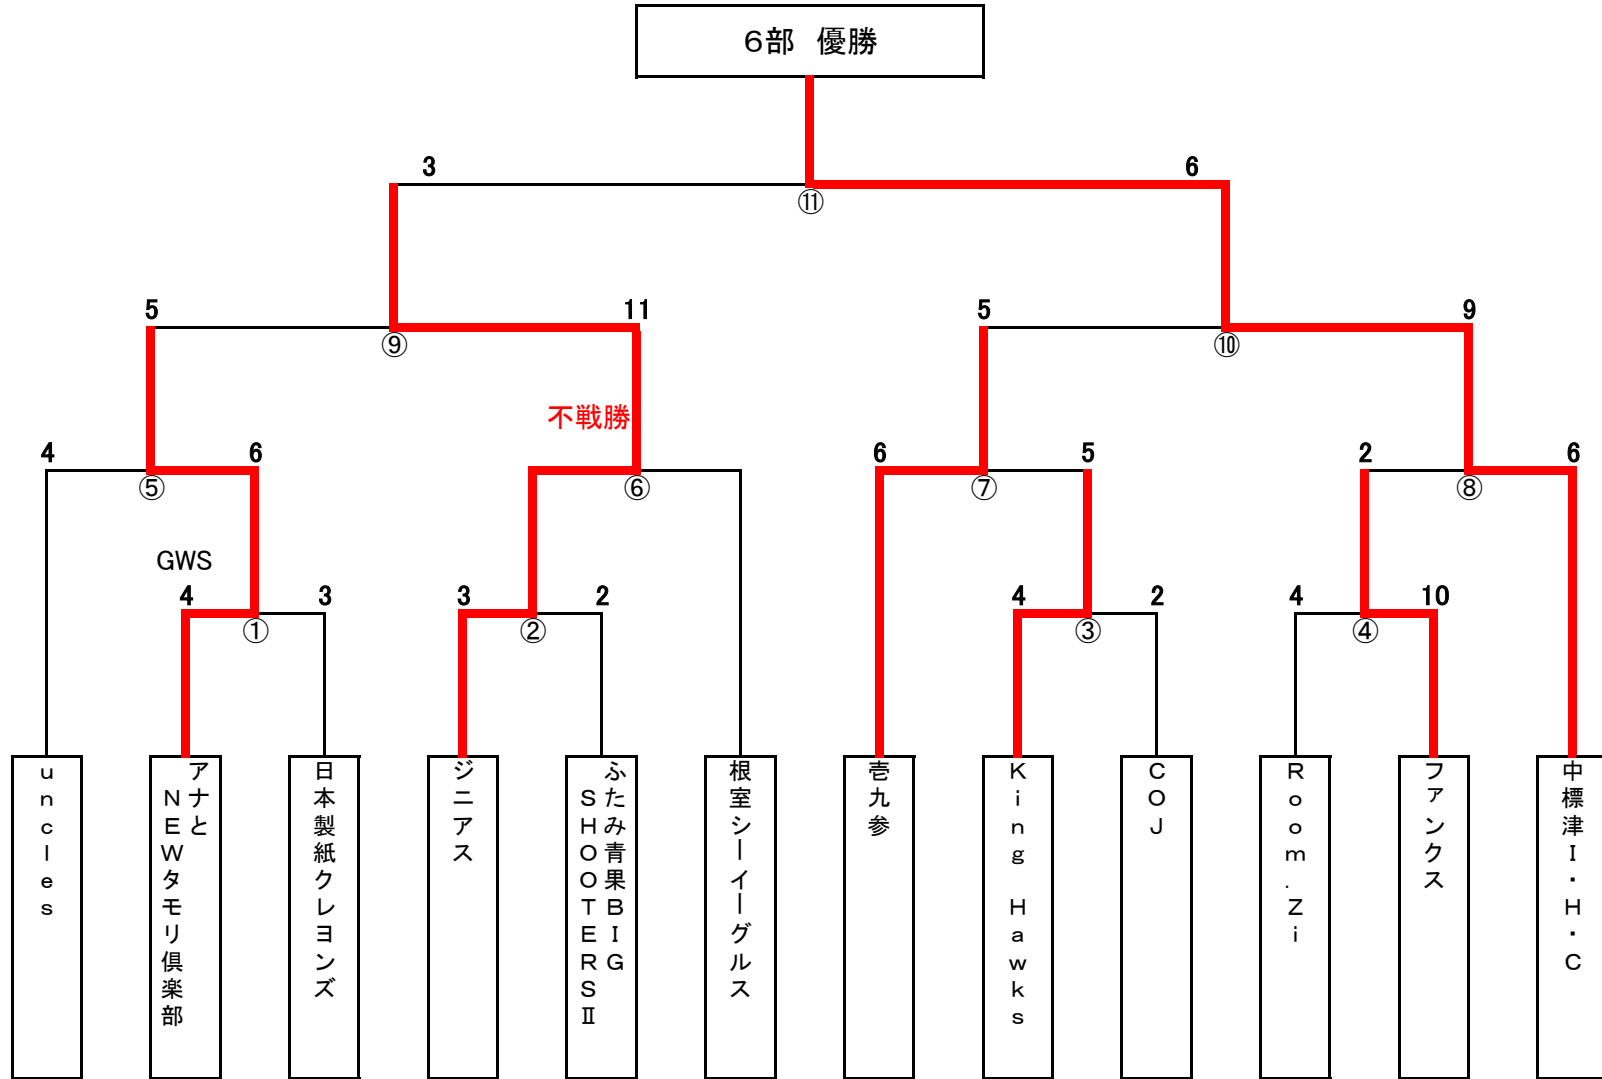 6部 優勝
3
6
⑪
5
11
5
9
⑨
⑩
不戦勝
4
6
6
5
2
6
⑤
⑥
⑦
⑧
GWS
4
3
3
2
4
2
4
10
①
②
③
④
uncles
アナと
NEWタモリ倶楽部
日本製紙クレヨンズ
ジニアス
ふたみ青果BIG
SHOOTERSⅡ
根室シーイーグルス
壱九参
King Hawks
COJ
Room.Zi
ファンクス
中標津I・H・C